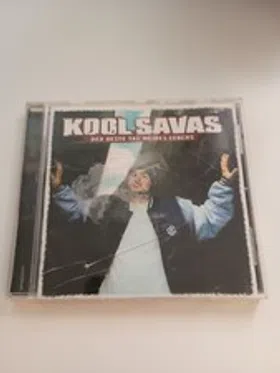 KOOL SAVAS
DER BESTE TAG MEINES LEBENS